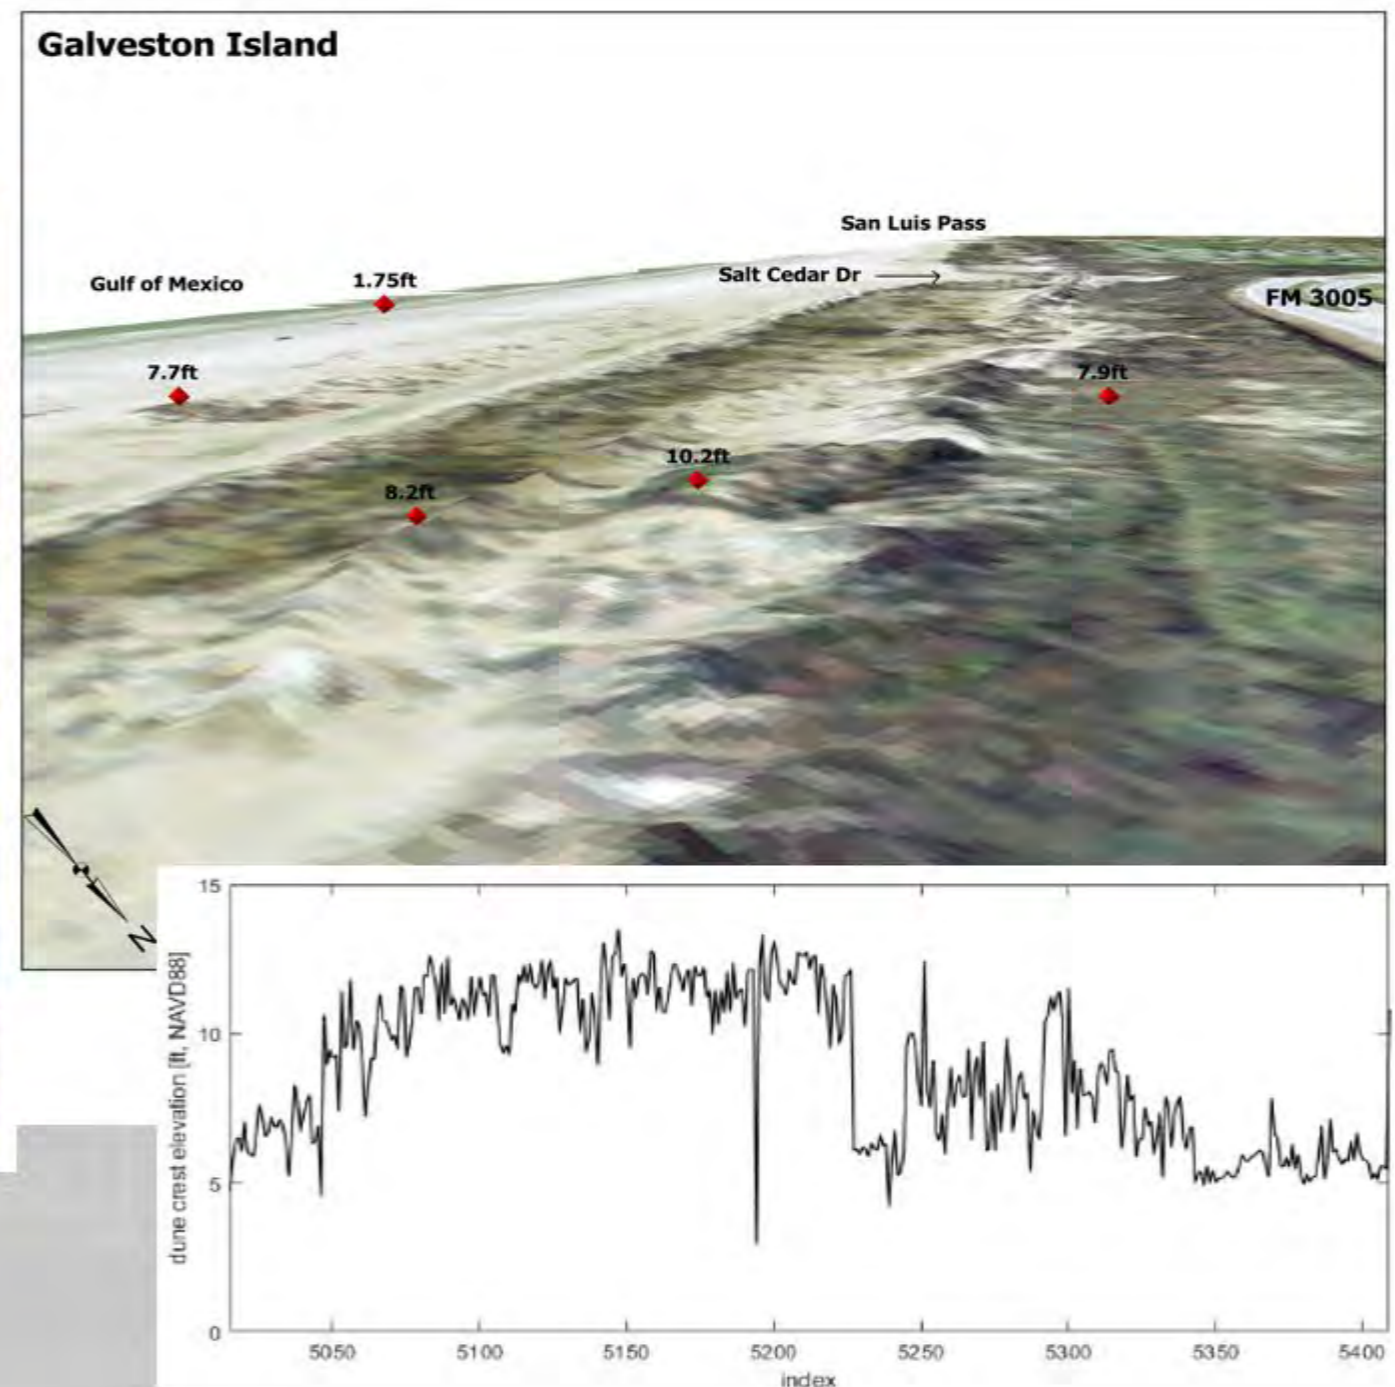 Galveston Island
San Luis Pass
Salt Cedar Dr
Gulf of Mexico
1.75ft
FM 3005
7.7ft
7.9ft
10.2ft
8.2ft
N
dune crest elevation [ft, NAVD88]
15
10
5
0
5050 5100 5150 5200 5250 5300 5350 5400
index